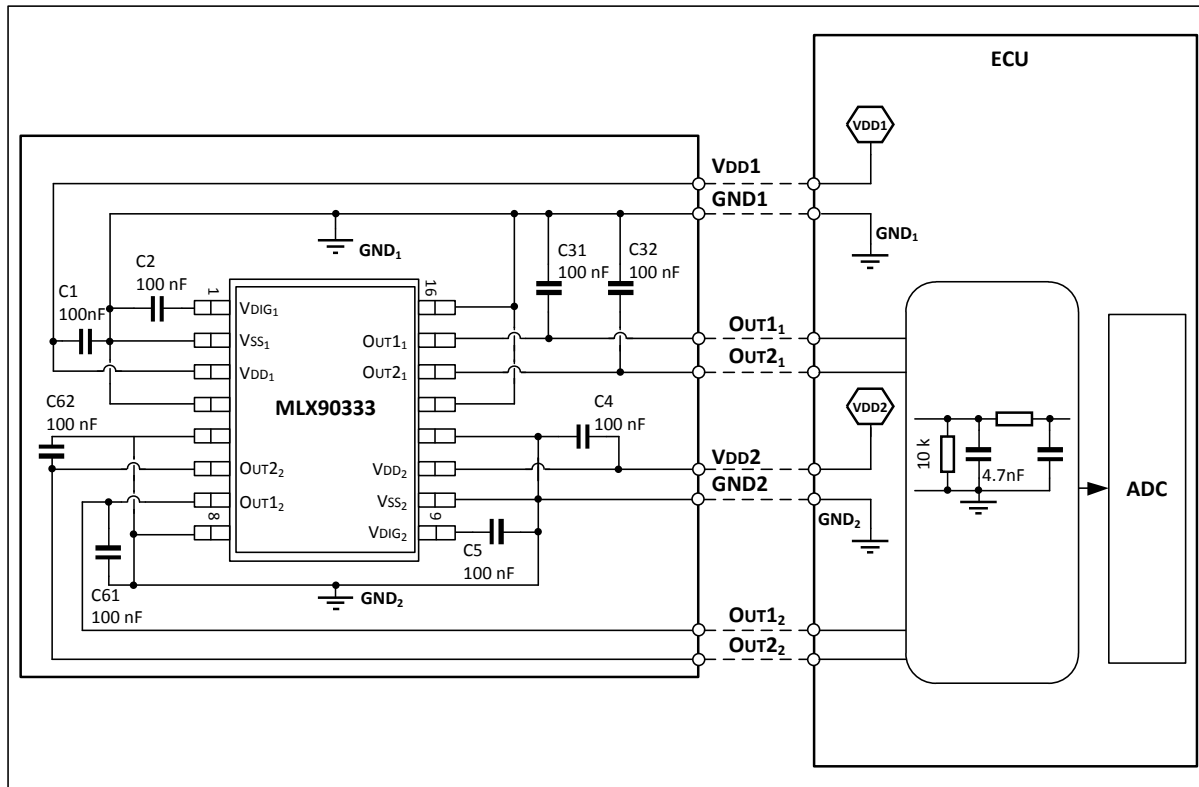 ECU
VDD1
VDD1
GND1
GND₁
GND₁
C31
100 nF
C32
100 nF
C2
100 nF
C1
100nF
1
16
VDIG₁
VSS₁
OUT1₁
OUT1₁
VDD₁
OUT2₁
OUT2₁
MLX90333
C62
100 nF
C4
100 nF
VDD2
OUT2₂
VDD₂
VDD2
10 k
4.7nF
ADC
OUT1₂
VSS₂
GND2
8
9
VDIG₂
GND₂
C5
100 nF
C61
100 nF
GND₂
OUT1₂
OUT2₂